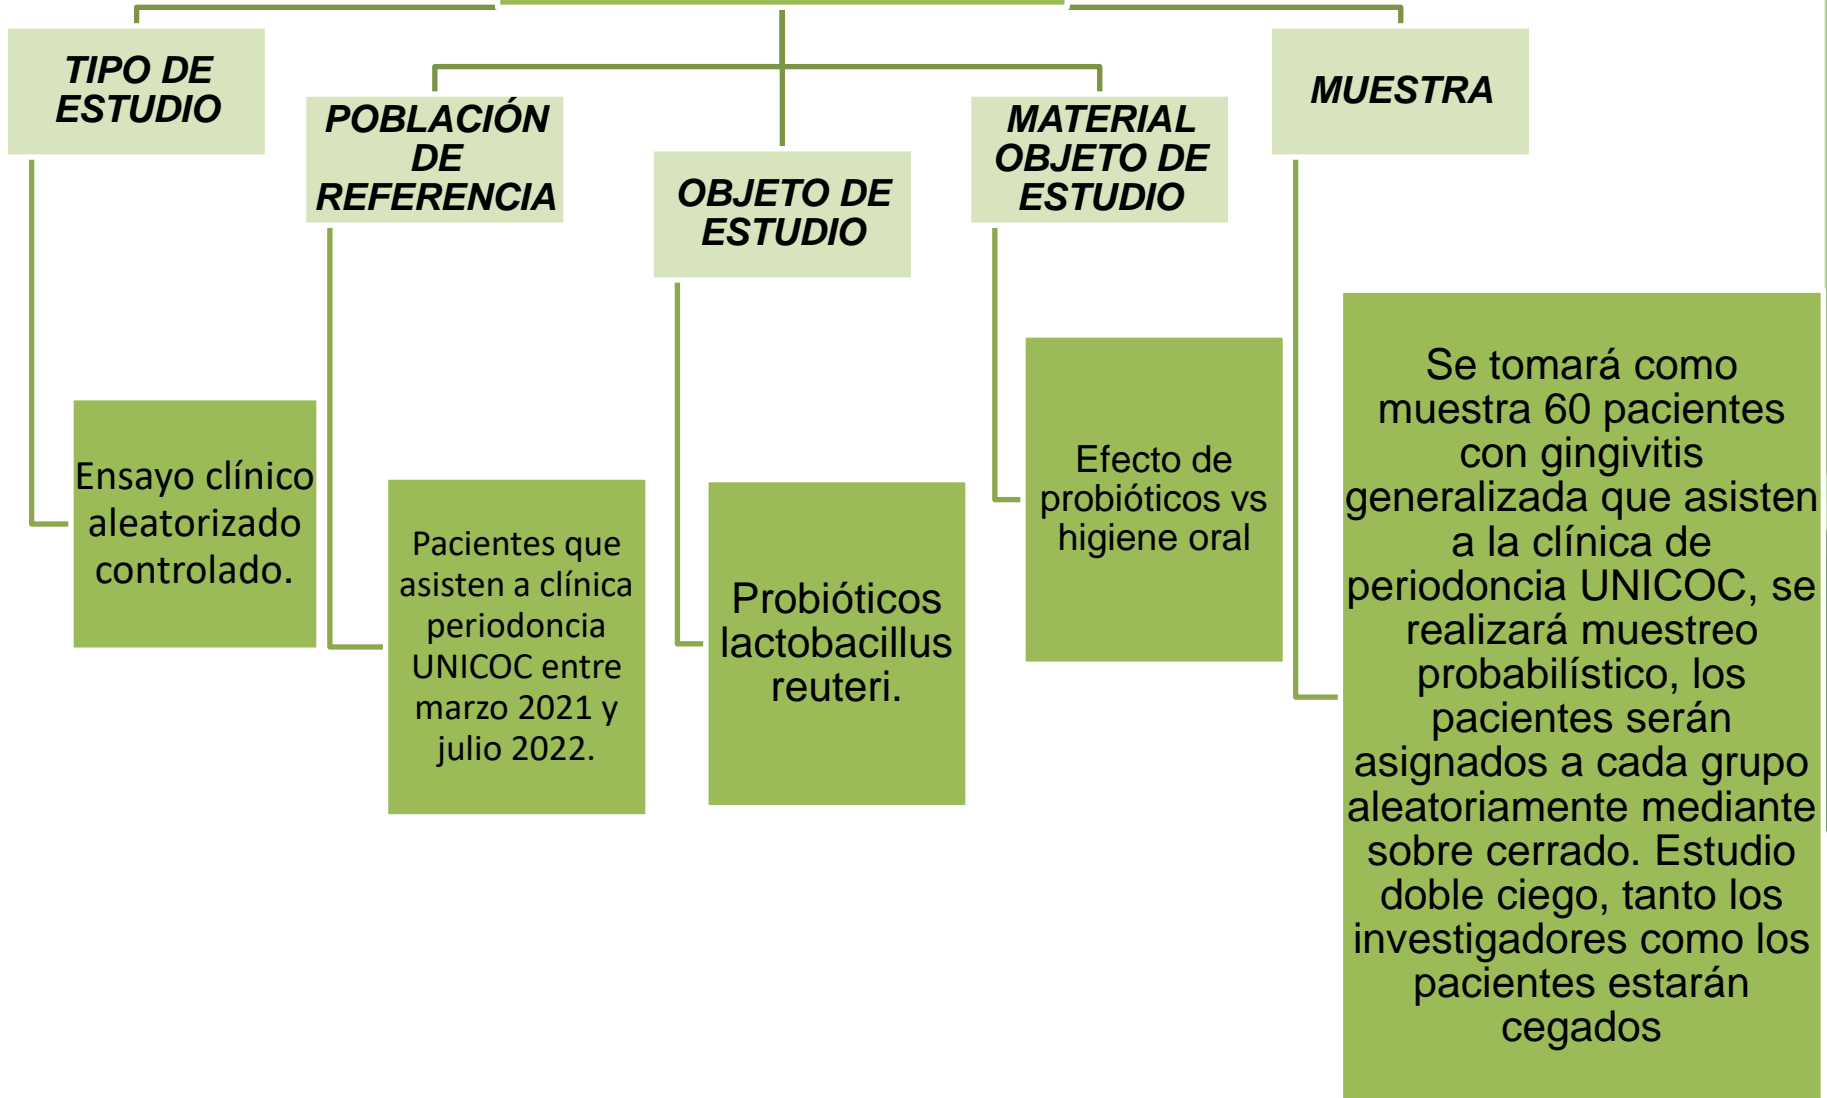 TIPO DE
ESTUDIO
Ensayo clínico
aleatorizado
controlado.
POBLACIÓN
DE
REFERENCIA
Pacientes que
asisten a clínica
periodoncia
UNICOC entre
marzo 2021 y
julio 2022.
OBJETO DE
ESTUDIO
Probióticos
lactobacillus
reuteri.
MATERIAL
OBJETO DE
ESTUDIO
Efecto de
probióticos vs
higiene oral
MUESTRA
Se tomará como
muestra 60 pacientes
con gingivitis
generalizada que asisten
a la clínica de
periodoncia UNICOC, se
realizará muestreo
probabilístico, los
pacientes serán
asignados a cada grupo
aleatoriamente mediante
sobre cerrado. Estudio
doble ciego, tanto los
investigadores como los
pacientes estarán
cegados